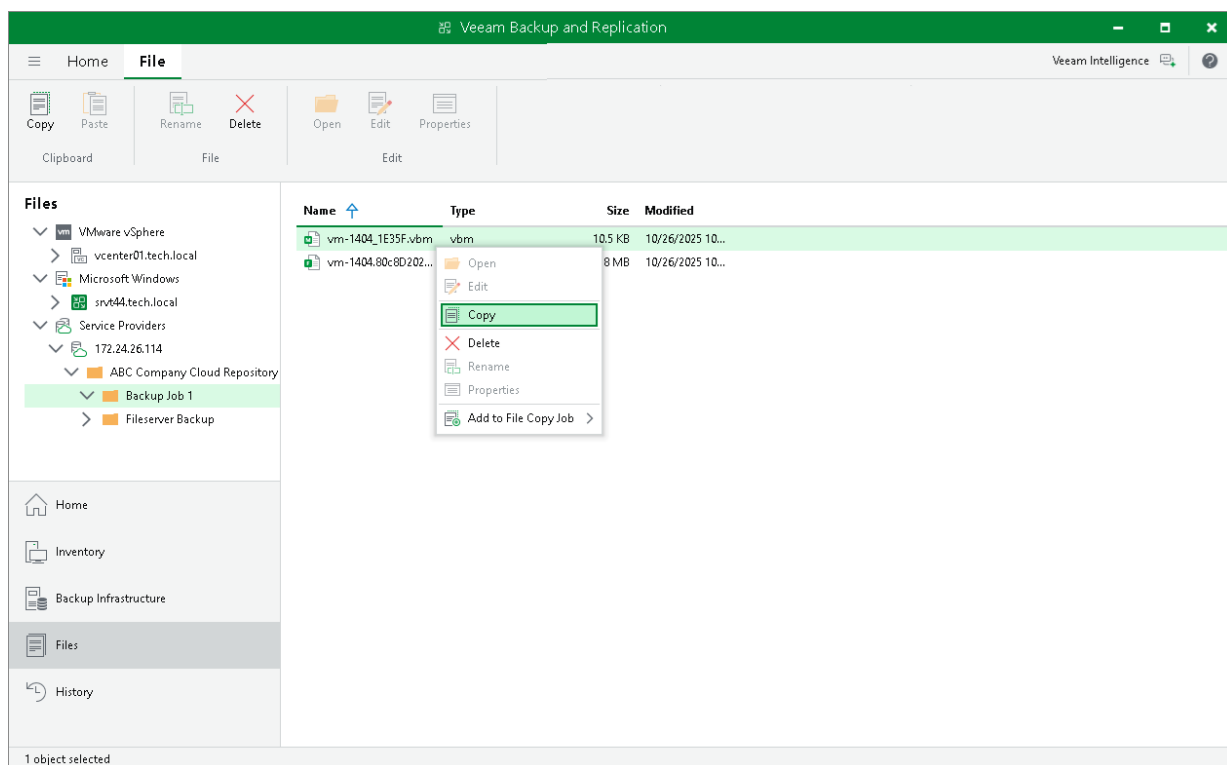 Veeam Backup and Replication
Home File Veeam Intelligence
Copy Paste Rename Delete Open Edit Properties
Clipboard File Edit
Files
VMware vSphere
vcenter01.tech.local
Microsoft Windows
srvt44.tech.local
Service Providers
172.24.26.114
ABC Company Cloud Repository
Backup Job 1
Fileserver Backup
Name Type Size Modified
vm-1404_1E35F.vbm vbm 10.5 KB 10/26/2025 10...
vm-1404.80c8D202... 8 MB 10/26/2025 10...
Open
Edit
Copy
Delete
Rename
Properties
Add to File Copy Job
Home
Inventory
Backup Infrastructure
Files
History
1 object selected